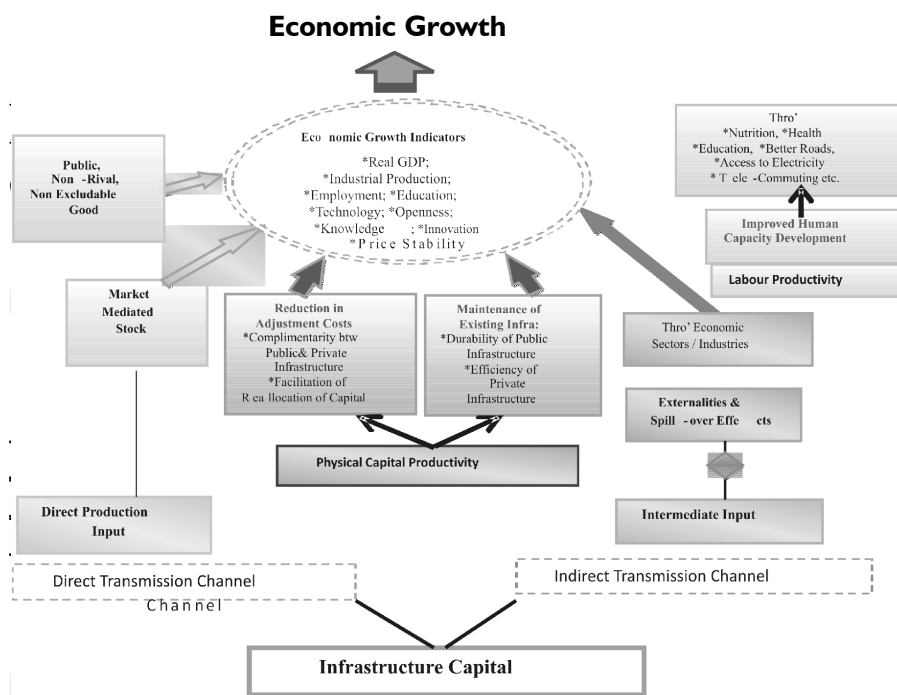 Economic Growth
Eco nomic Growth Indicators
*Real GDP;
*Industrial Production;
*Employment; *Education;
*Technology; *Openness;
*Knowledge ; *Innovation
*Price Stability
Public,
Non -Rival,
Non Excludable
Good
Thro’
*Nutrition, *Health
*Education, *Better Roads,
*Access to Electricity
*T ele -Commuting etc.
Improved Human
Capacity Development
Labour Productivity
Market
Mediated
Stock
Reduction in
Adjustment Costs
*Complimentarity btw
Public& Private
Infrastructure
*Facilitation of
R ea llocation of Capital
Maintenance of
Existing Infra:
*Durability of Public
Infrastructure
*Efficiency of
Private
Infrastructure
Thro’ Economic
Sectors / Industries
Externalities &
Spill -over Effe cts
Physical Capital Productivity
Direct Production
Input
Intermediate Input
Direct Transmission Channel
Channel
Indirect Transmission Channel
Infrastructure Capital